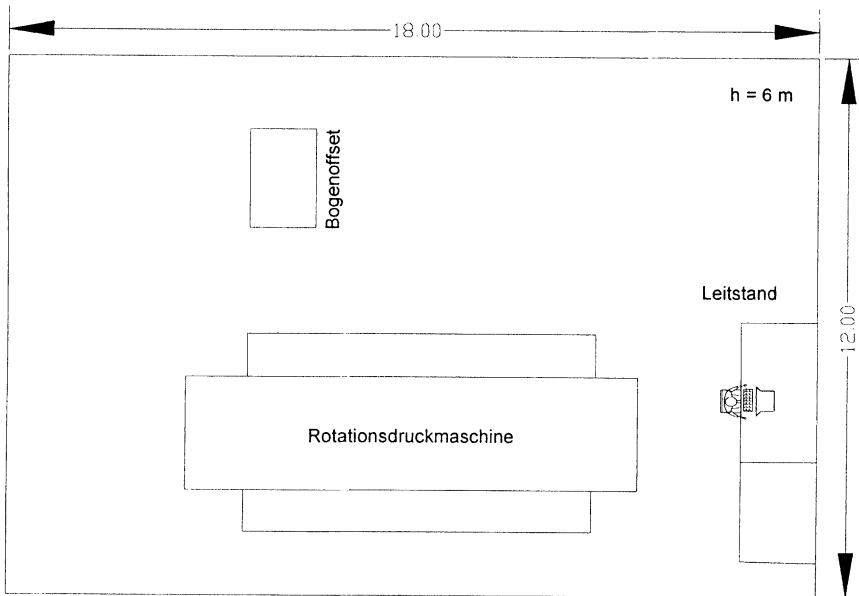 18.00
h = 6 m
Bogenoffset
Leitstand
12.00
Rotationsdruckmaschine